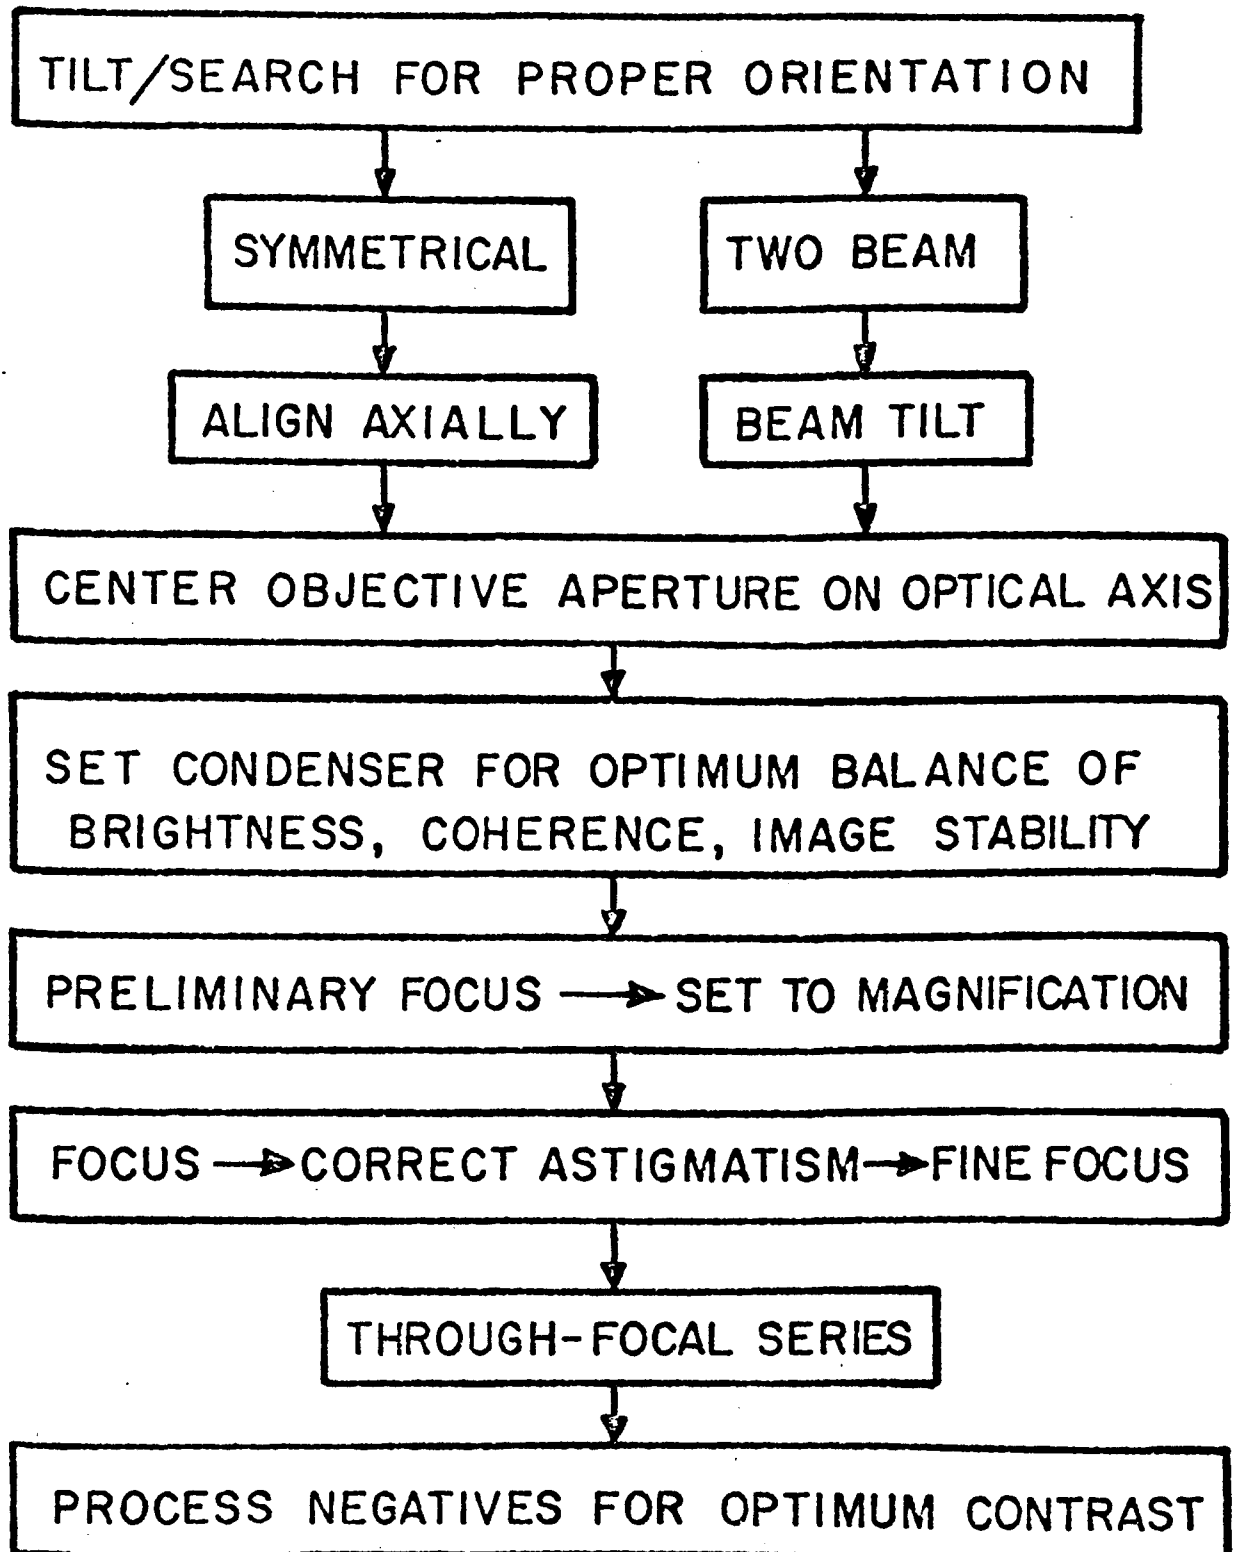 TILT/SEARCH FOR PROPER ORIENTATION
SYMMETRICAL
TWO BEAM
ALIGN AXIALLY
BEAM TILT
CENTER OBJECTIVE APERTURE ON OPTICAL AXIS
SET CONDENSER FOR OPTIMUM BALANCE OF
BRIGHTNESS, COHERENCE, IMAGE STABILITY
PRELIMINARY FOCUS → SET TO MAGNIFICATION
FOCUS → CORRECT ASTIGMATISM → FINE FOCUS
THROUGH-FOCAL SERIES
PROCESS NEGATIVES FOR OPTIMUM CONTRAST